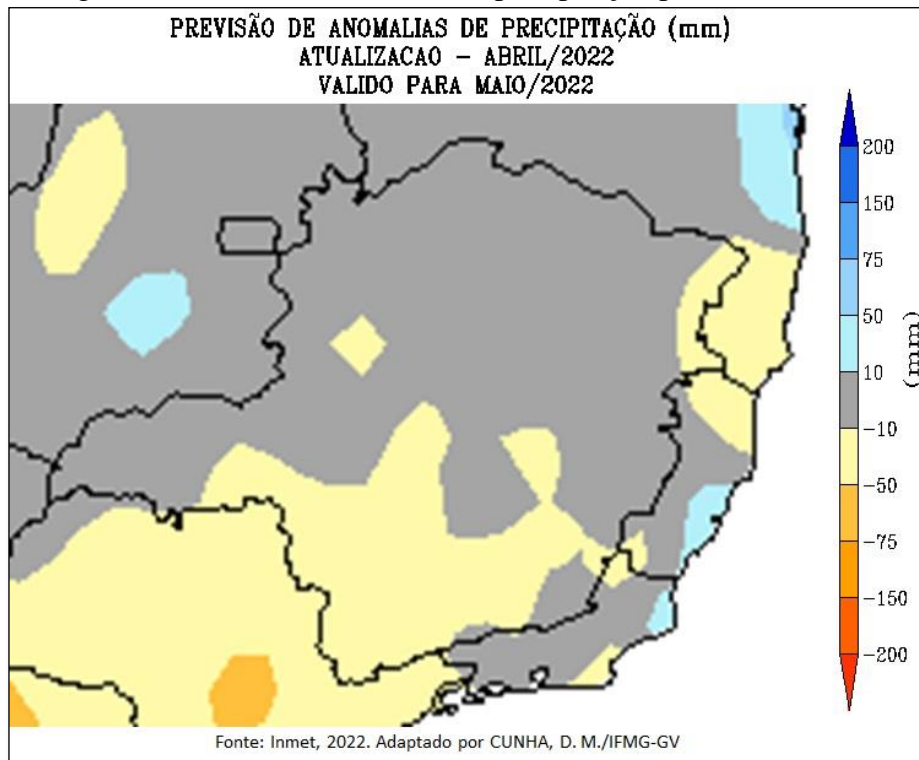 PREVISÃO DE ANOMALIAS DE PRECIPITAÇÃO (mm)
ATUALIZACAO – ABRIL/2022
VALIDO PARA MAIO/2022
200
150
75
50
10
−10
−50
−75
−150
−200
(mm)
Fonte: Inmet, 2022. Adaptado por CUNHA, D. M./IFMG-GV